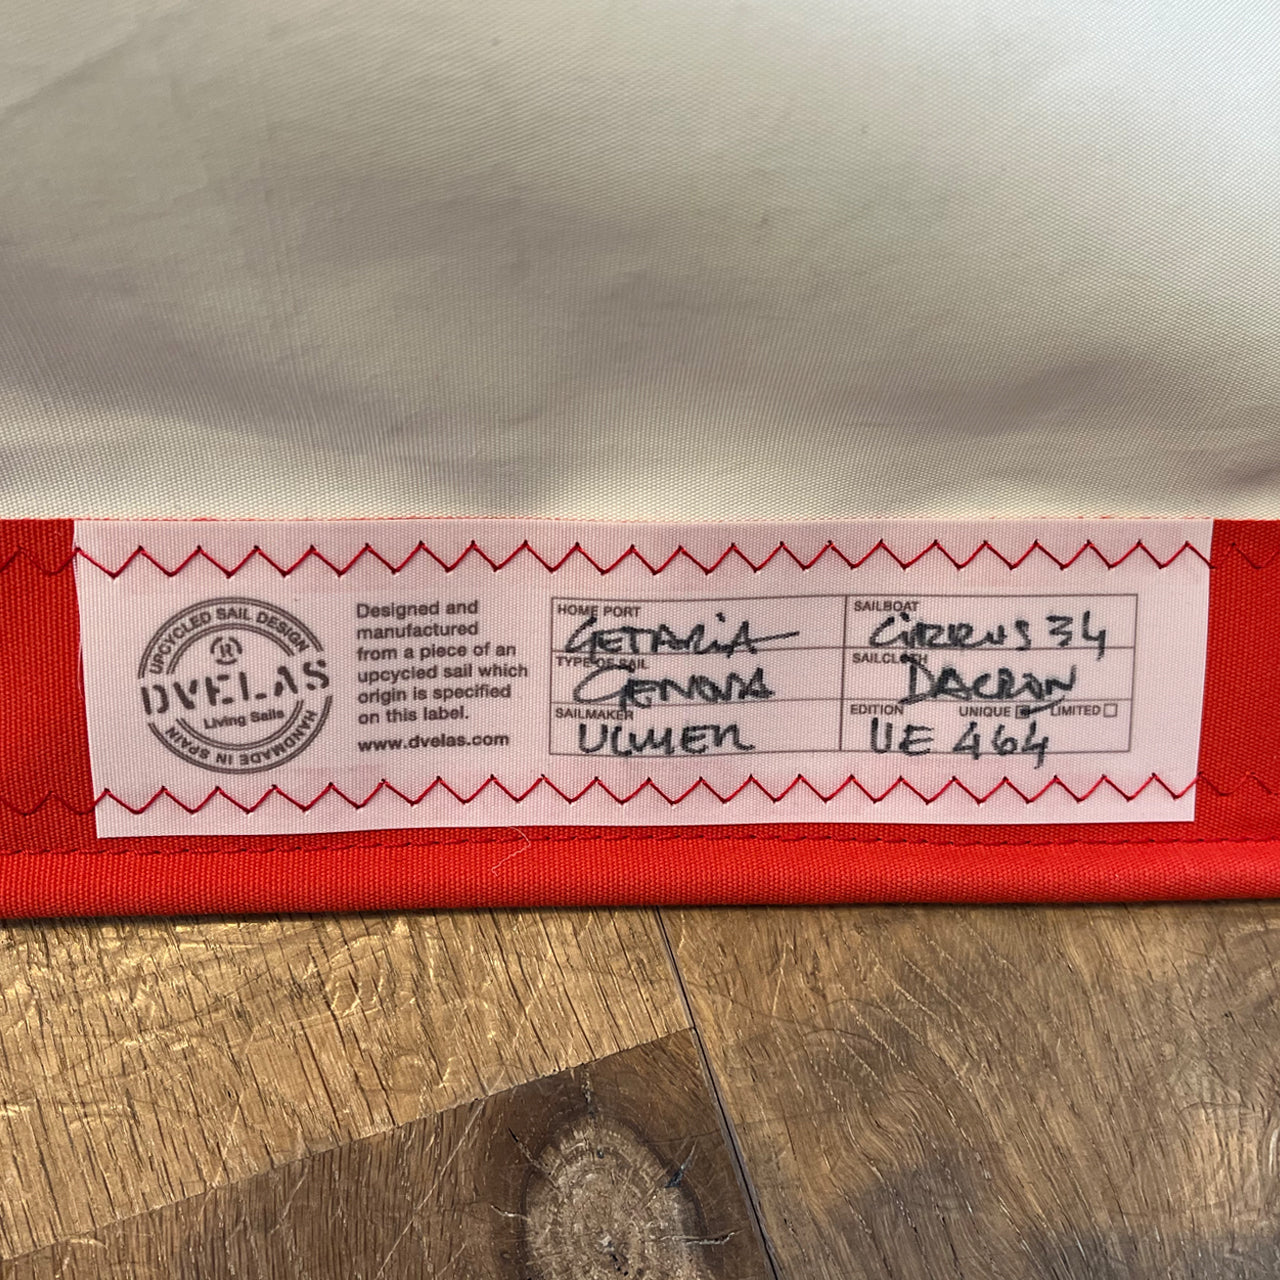 UPCYCLED SAIL DESIGN
DVELAS
Living Sails
HANDMADE IN SPAIN
Designed and
manufactured
from a piece of an
upcycled sail which
origin is specified
on this label.
www.dvelas.com
HOME PORT
GETARIA
TYPE OF SAIL
GENOVA
SAILMAKER
ULMER
SAILBOAT
CIRRUS 34
SAILCLOTH
DACRON
EDITION UNIQUE LIMITED
UE 464